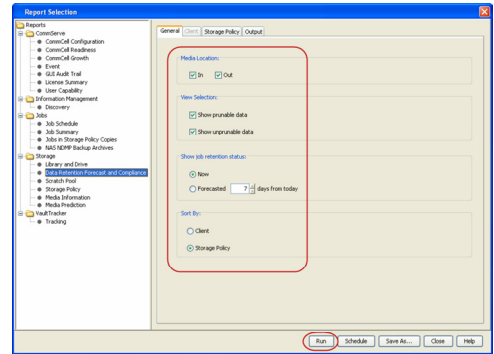 Report Selection
Reports
CommServe
CommCell Configuration
CommCell Readiness
CommCell Growth
Event
GUI Audit Trail
License Summary
User Capability
Information Management
Discovery
Jobs
Job Schedule
Job Summary
Jobs in Storage Policy Copies
NAS NDMP Backup Archives
Storage
Library and Drive
Data Retention Forecast and Compliance
Scratch Pool
Storage Policy
Media Information
Media Prediction
VaultTracker
Tracking
General Client Storage Policy Output
Media Location:
In Out
View Selection:
Show prunable data
Show unprunable data
Show job retention status:
Now
Forecasted 7 days from today
Sort By:
Client
Storage Policy
Run Schedule Save As... Close Help